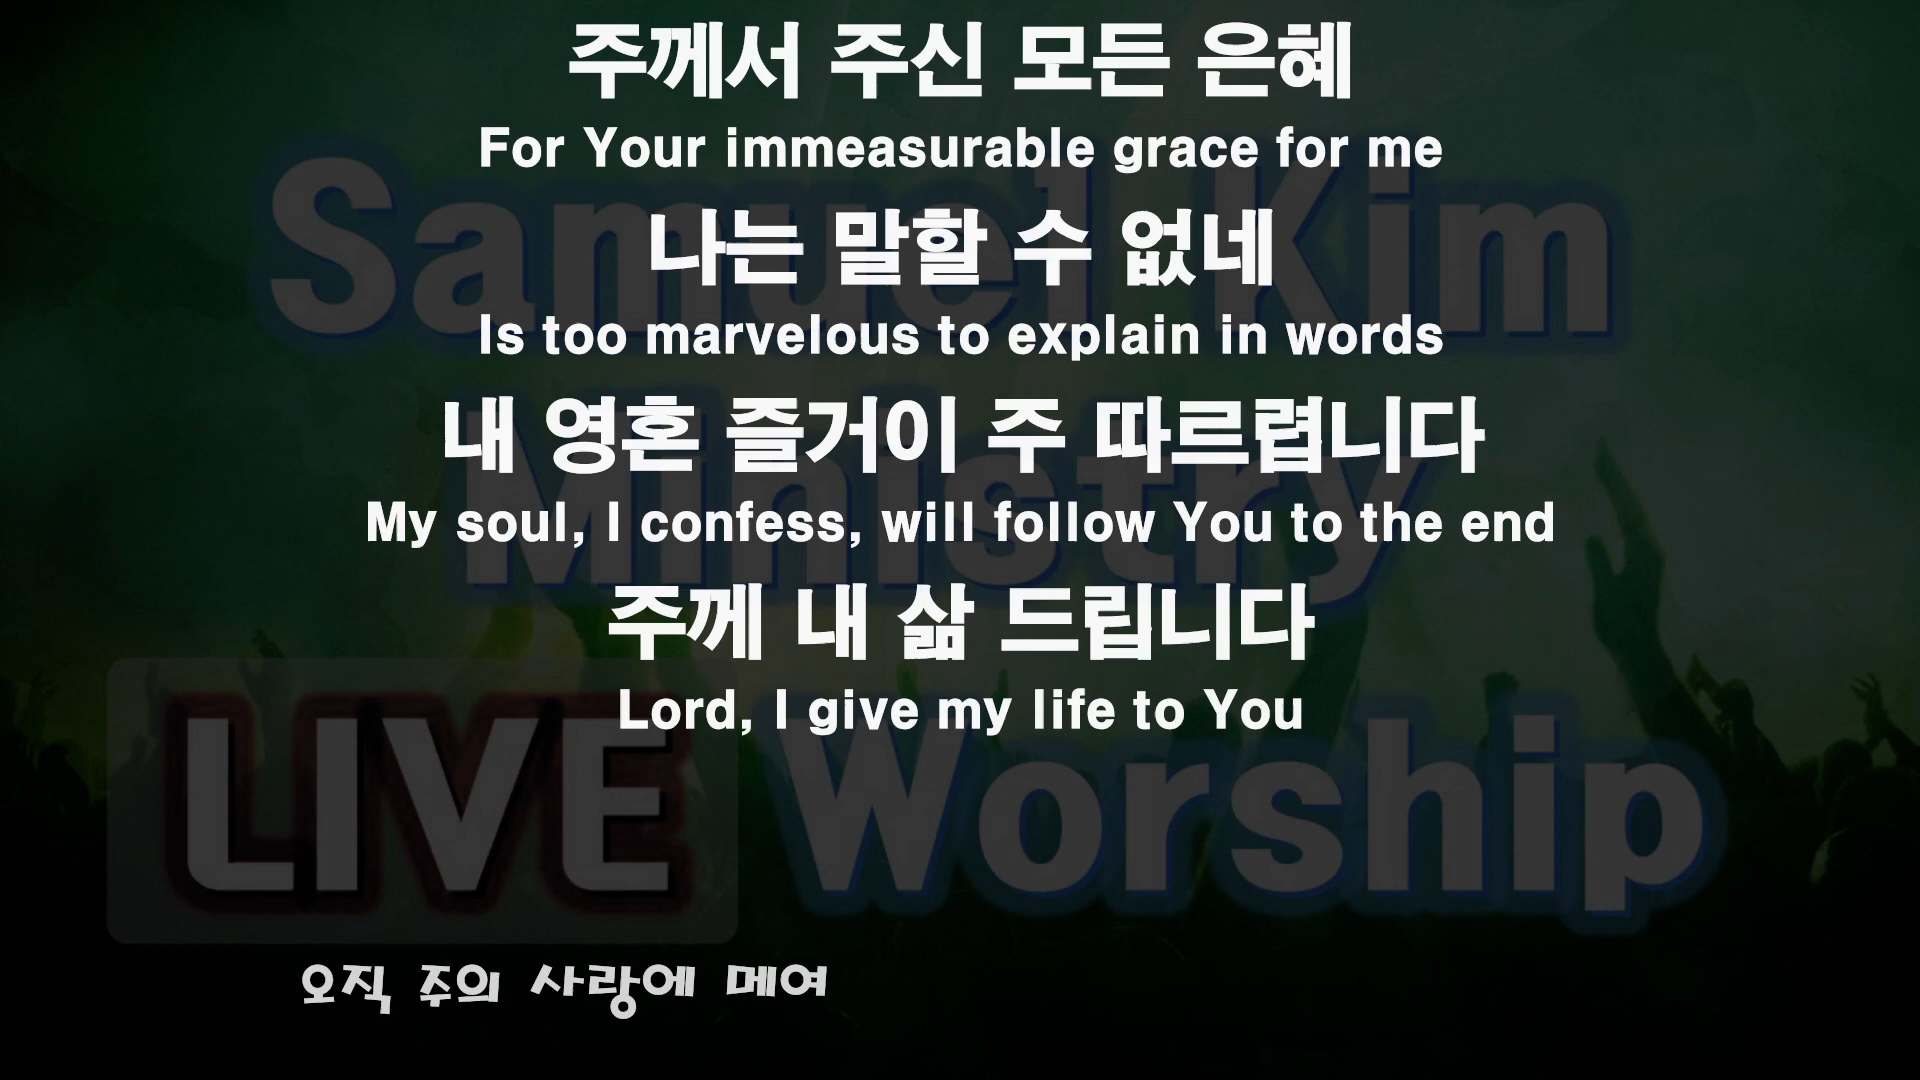 주께서 주신 모든 은혜
For Your immeasurable grace for me
나는 말할 수 없네
Is too marvelous to explain in words
내 영혼 즐거이 주 따르렵니다
My soul, I confess, will follow You to the end
주께 내 삶 드립니다
Lord, I give my life to You
Samuel Kim
Ministry
LIVE Worship
오직 주의 사랑에 메여